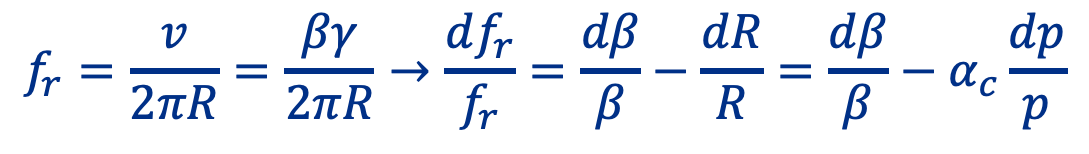 f_r = v/2πR = βγ/2πR → df_r/f_r = dβ/β − dR/R = dβ/β − α_c dp/p